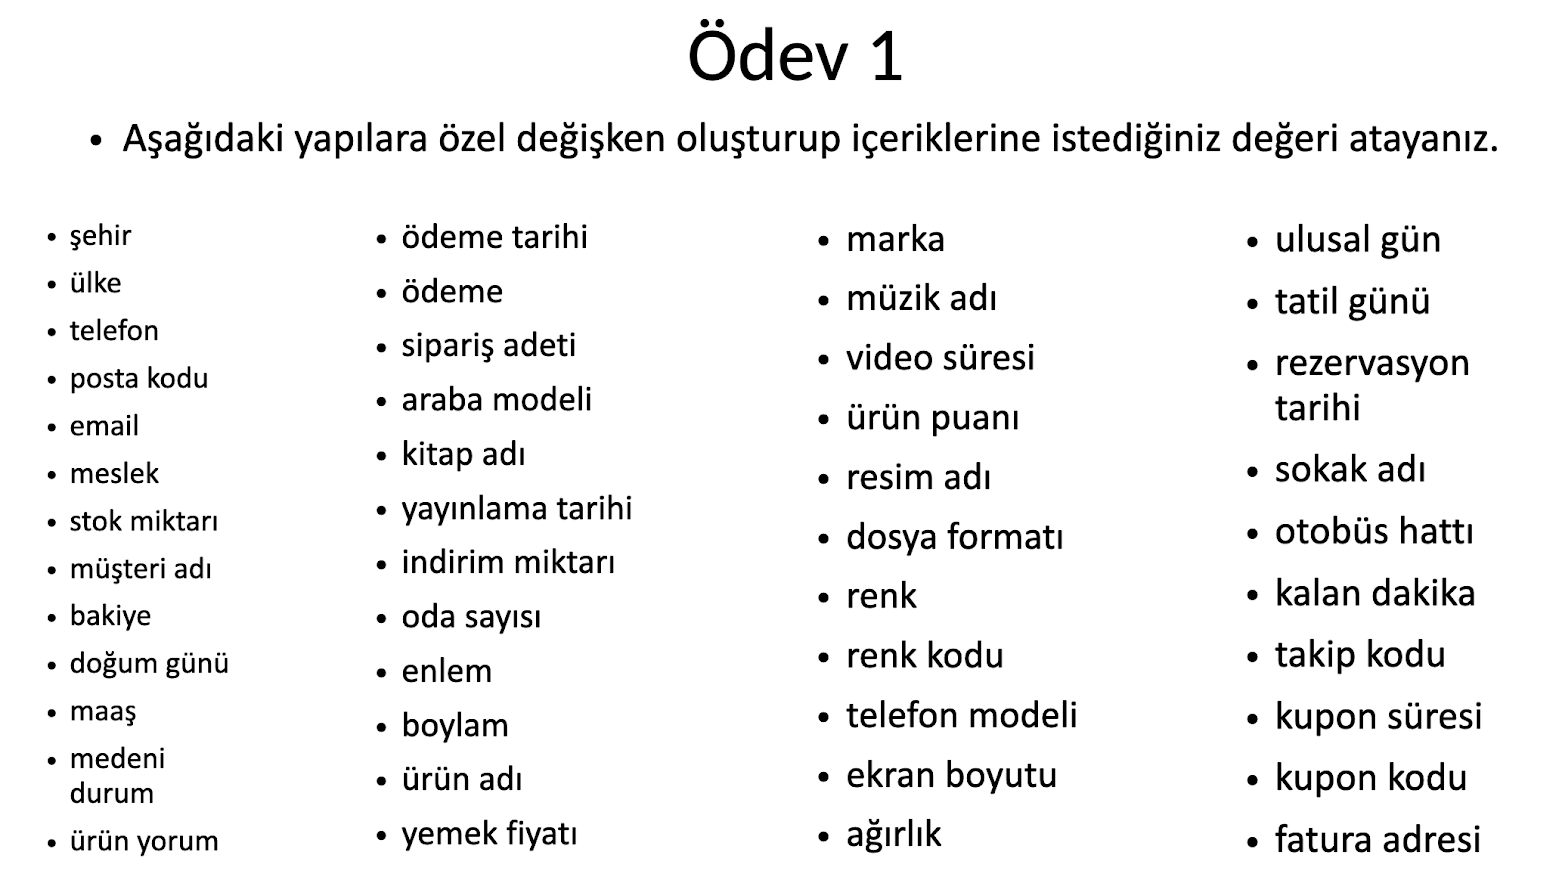 Ödev 1
• Aşağıdaki yapılara özel değişken oluşturup içeriklerine istediğiniz değeri atayanız.
• şehir
• ülke
• telefon
• posta kodu
• email
• meslek
• stok miktarı
• müşteri adı
• bakiye
• doğum günü
• maaş
• medeni
durum
• ürün yorum
• ödeme tarihi
• ödeme
• sipariş adeti
• araba modeli
• kitap adı
• yayınlama tarihi
• indirim miktarı
• oda sayısı
• enlem
• boylam
• ürün adı
• yemek fiyatı
• marka
• müzik adı
• video süresi
• ürün puanı
• resim adı
• dosya formatı
• renk
• renk kodu
• telefon modeli
• ekran boyutu
• ağırlık
• ulusal gün
• tatil günü
• rezervasyon
tarihi
• sokak adı
• otobüs hattı
• kalan dakika
• takip kodu
• kupon süresi
• kupon kodu
• fatura adresi